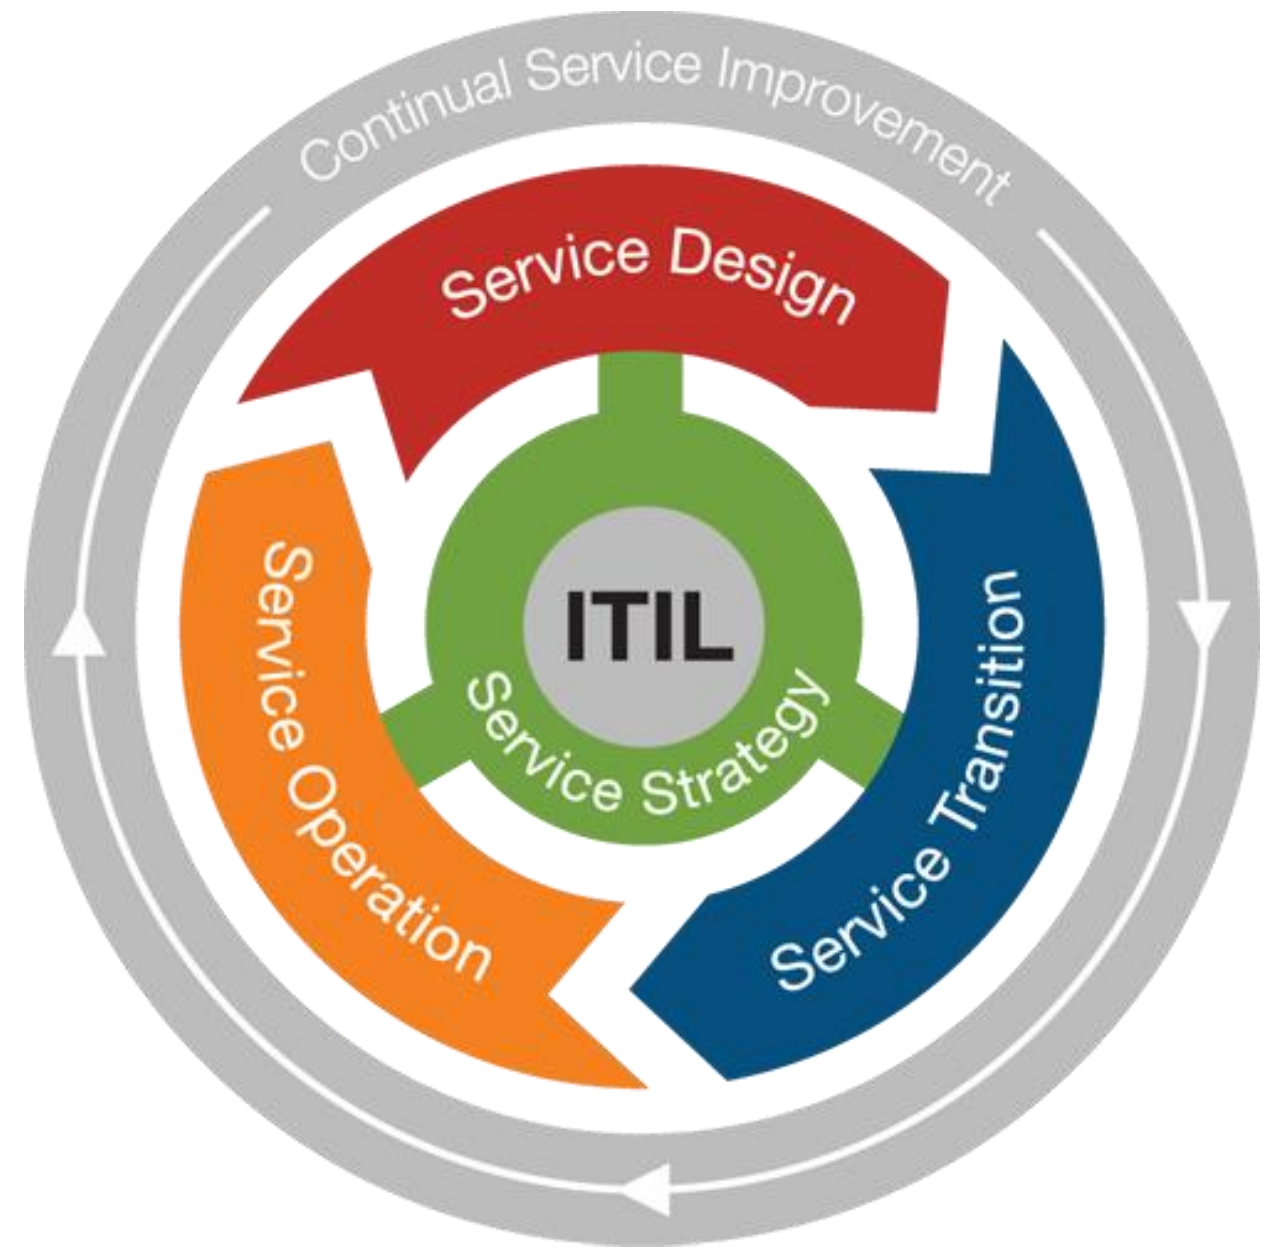 Continual Service Improvement
Service Design
Service Transition
Service Operation
Service Strategy
ITIL